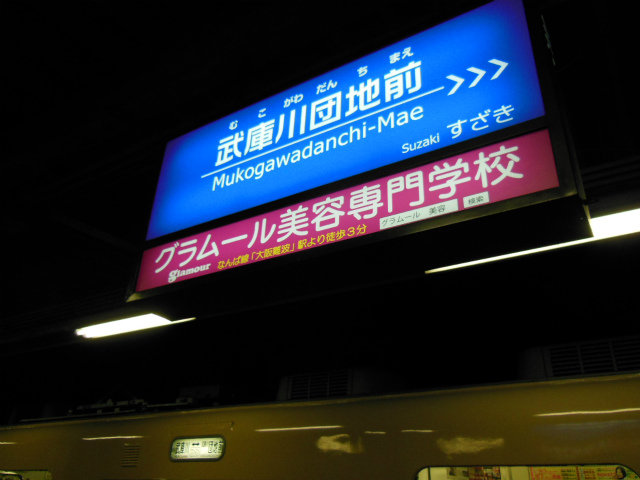 むこがわだんちまえ
武庫川団地前 >>>
Mukogawadanchi-Mae
Suzaki すざき
グラムール美容専門学校
glamour なんば線「大阪難波」駅より徒歩3分 グラムール 美容 検索